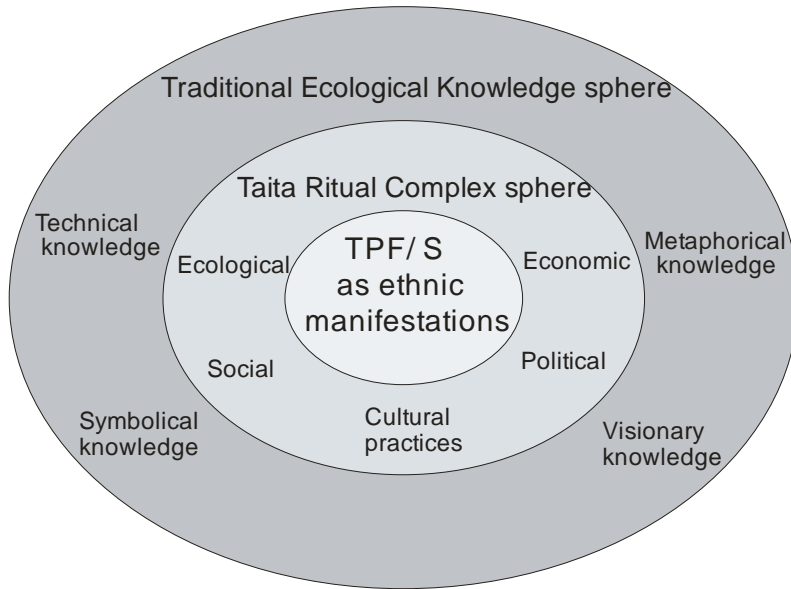 Traditional Ecological Knowledge sphere
Taita Ritual Complex sphere
Technical
knowledge
Ecological
TPF/ S
as ethnic
manifestations
Economic
Metaphorical
knowledge
Social
Political
Symbolical
knowledge
Cultural
practices
Visionary
knowledge